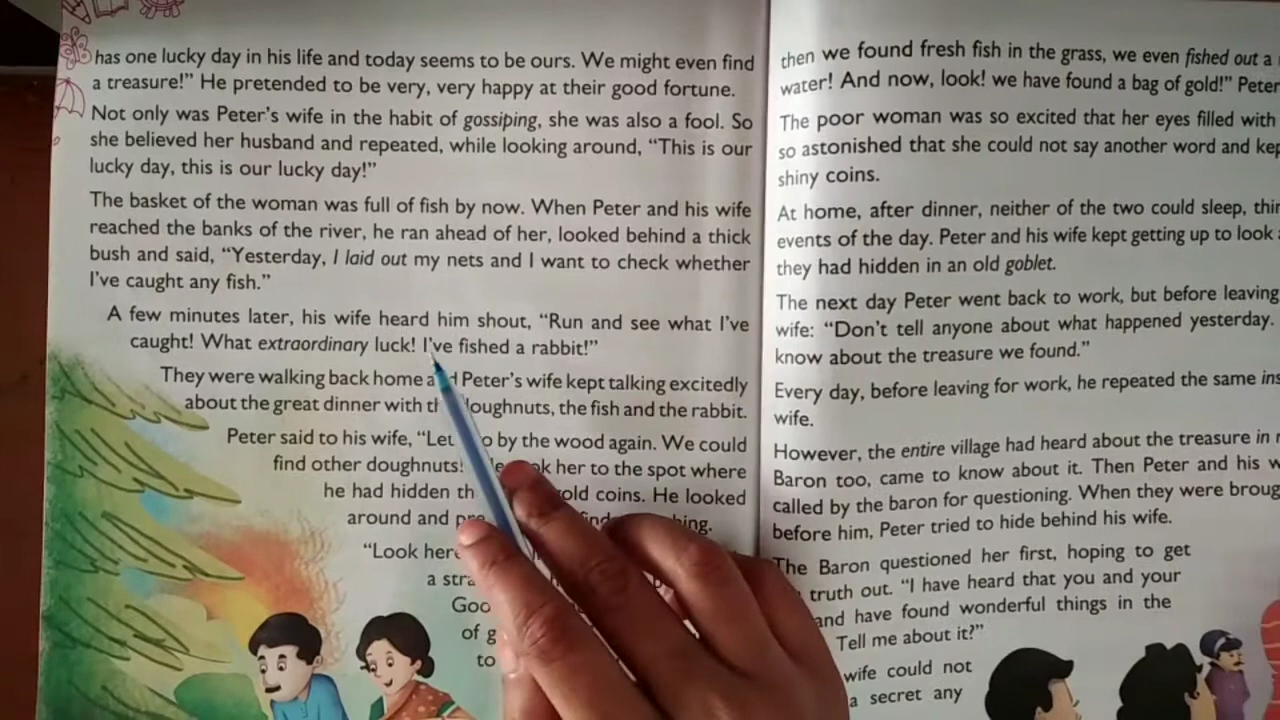 has one lucky day in his life and today seems to be ours. We might even find
a treasure!” He pretended to be very, very happy at their good fortune.
Not only was Peter’s wife in the habit of gossiping, she was also a fool. So
she believed her husband and repeated, while looking around, “This is our
lucky day, this is our lucky day!”
The basket of the woman was full of fish by now. When Peter and his wife
reached the banks of the river, he ran ahead of her, looked behind a thick
bush and said, “Yesterday, I laid out my nets and I want to check whether
I’ve caught any fish.”
A few minutes later, his wife heard him shout, “Run and see what I’ve
caught! What extraordinary luck! I’ve fished a rabbit!”
They were walking back home Peter’s wife kept talking excitedly
about the great dinner with doughnuts, the fish and the rabbit.
Peter said to his wife, by the wood again. We could
find other doughnuts! her to the spot where
he had hidden gold coins. He looked
around and
“Look here
a
of
to
then we found fresh fish in the grass, we even fished out a
water! And now, look! we have found a bag of gold!” Peter
The poor woman was so excited that her eyes filled with
so astonished that she could not say another word and
shiny coins.
At home, after dinner, neither of the two could sleep,
events of the day. Peter and his wife kept getting up to look
they had hidden in an old goblet.
The next day Peter went back to work, but before leaving
wife: “Don’t tell anyone about what happened yesterday.
know about the treasure we found.”
Every day, before leaving for work, he repeated the same
wife.
However, the entire village had heard about the treasure in
Baron too, came to know about it. Then Peter and his
called by the baron for questioning. When they were
before him, Peter tried to hide behind his wife.
The Baron questioned her first, hoping to get
truth out. “I have heard that you and your
and have found wonderful things in the
Tell me about it?”
wife could not
a secret any